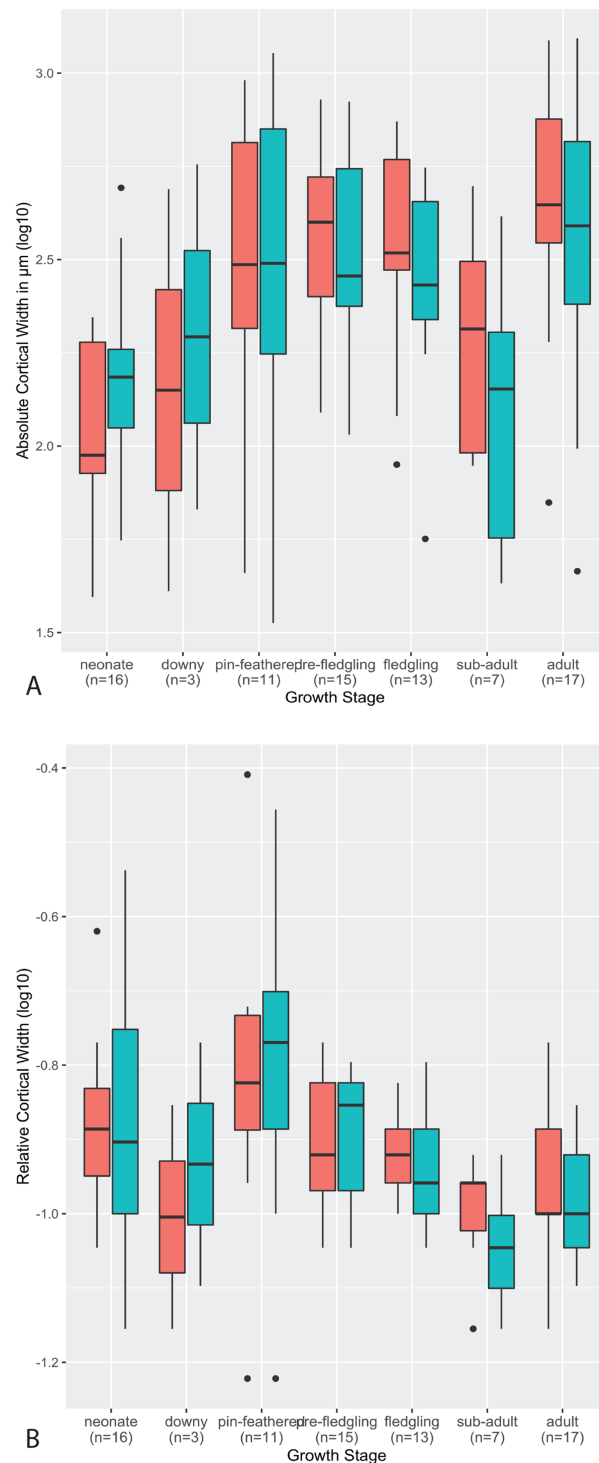 Absolute Cortical Width in µm (log10)
3.0
2.5
2.0
1.5
neonate downy pin-feathered pre-fledgling fledgling sub-adult adult
(n=16) (n=3) (n=11) (n=15) (n=13) (n=7) (n=17)
A
Growth Stage
Relative Cortical Width (log10)
-0.4
-0.6
-0.8
-1.0
-1.2
neonate downy pin-feathered pre-fledgling fledgling sub-adult adult
(n=16) (n=3) (n=11) (n=15) (n=13) (n=7) (n=17)
B
Growth Stage